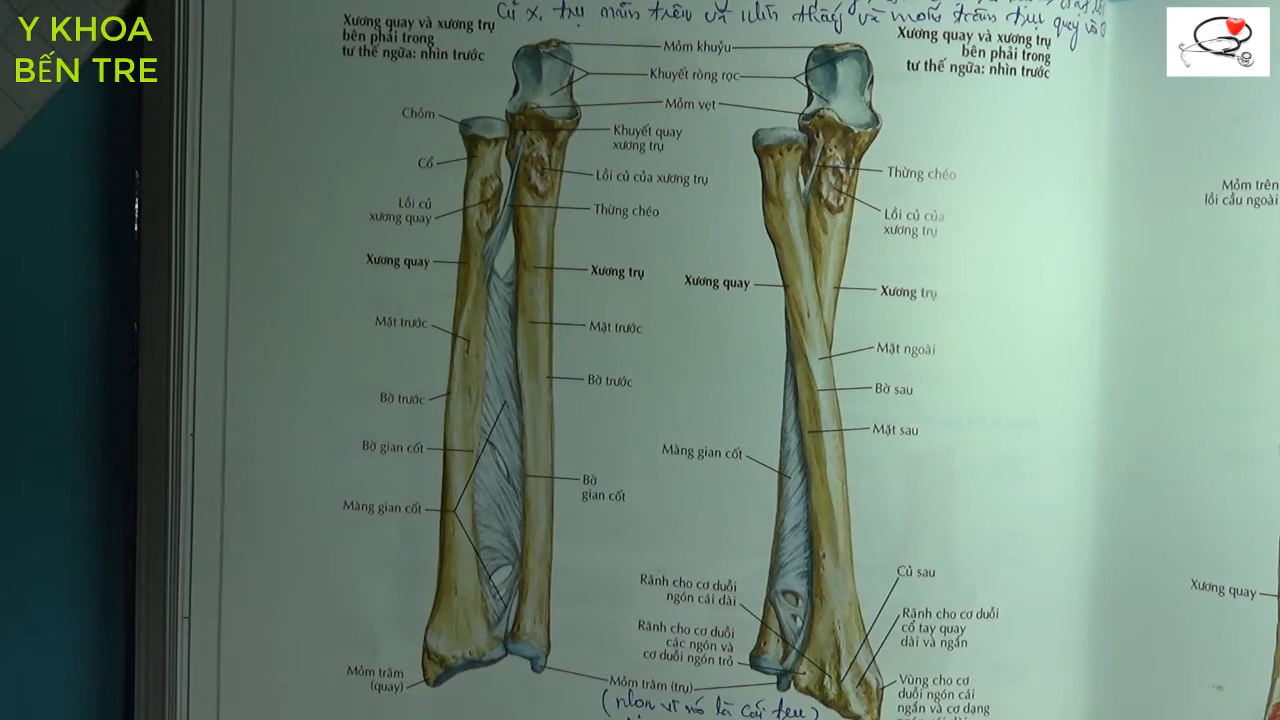 Y KHOA
BẾN TRE
Củ x. trụ nằm trên và
Xương quay và xương trụ
bên phải trong
tư thế ngữa: nhìn trước
Xương quay và xương trụ
bên phải trong
tư thế ngữa: nhìn trước
Mỏm khuỷu
Khuyết ròng rọc
Mỏm vẹt
Chỏm
Khuyết quay
xương trụ
Cổ
Lồi củ của xương trụ
Thừng chéo
Lồi củ
xương quay
Thừng chéo
Lồi củ của
xương trụ
Mỏm trên
lồi cầu ngoài
Xương quay
Xương trụ
Xương quay
Xương trụ
Mặt trước
Mặt trước
Mặt ngoài
Bờ trước
Bờ trước
Bờ sau
Mặt sau
Bờ gian cốt
Màng gian cốt
Bờ
gian cốt
Màng gian cốt
Củ sau
Rãnh cho cơ duỗi
ngón cái dài
Xương quay
Rãnh cho cơ duỗi
cổ tay quay
dài và ngắn
Rãnh cho cơ duỗi
các ngón và
cơ duỗi ngón trỏ
Mỏm trâm
(quay)
Mỏm trâm (trụ)
Vùng cho cơ
duỗi ngón cái
ngắn và cơ dạng